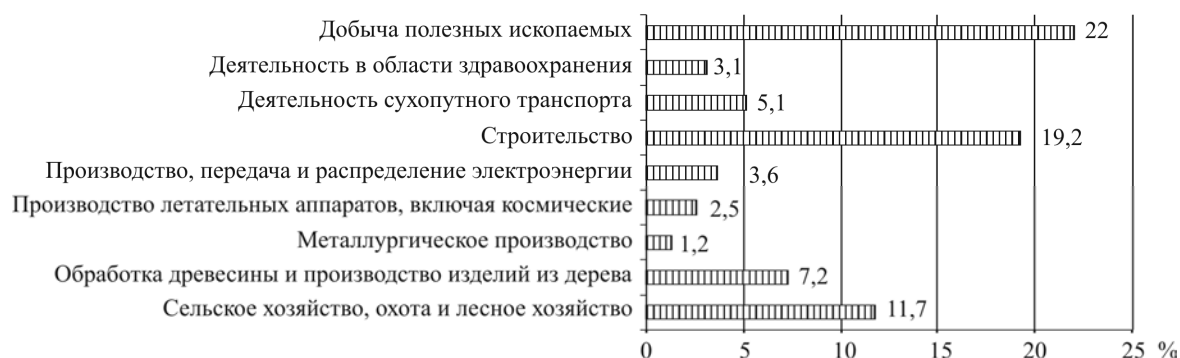 Добыча полезных ископаемых 22
Деятельность в области здравоохранения 3,1
Деятельность сухопутного транспорта 5,1
Строительство 19,2
Производство, передача и распределение электроэнергии 3,6
Производство летательных аппаратов, включая космические 2,5
Металлургическое производство 1,2
Обработка древесины и производство изделий из дерева 7,2
Сельское хозяйство, охота и лесное хозяйство 11,7
0 5 10 15 20 25 %